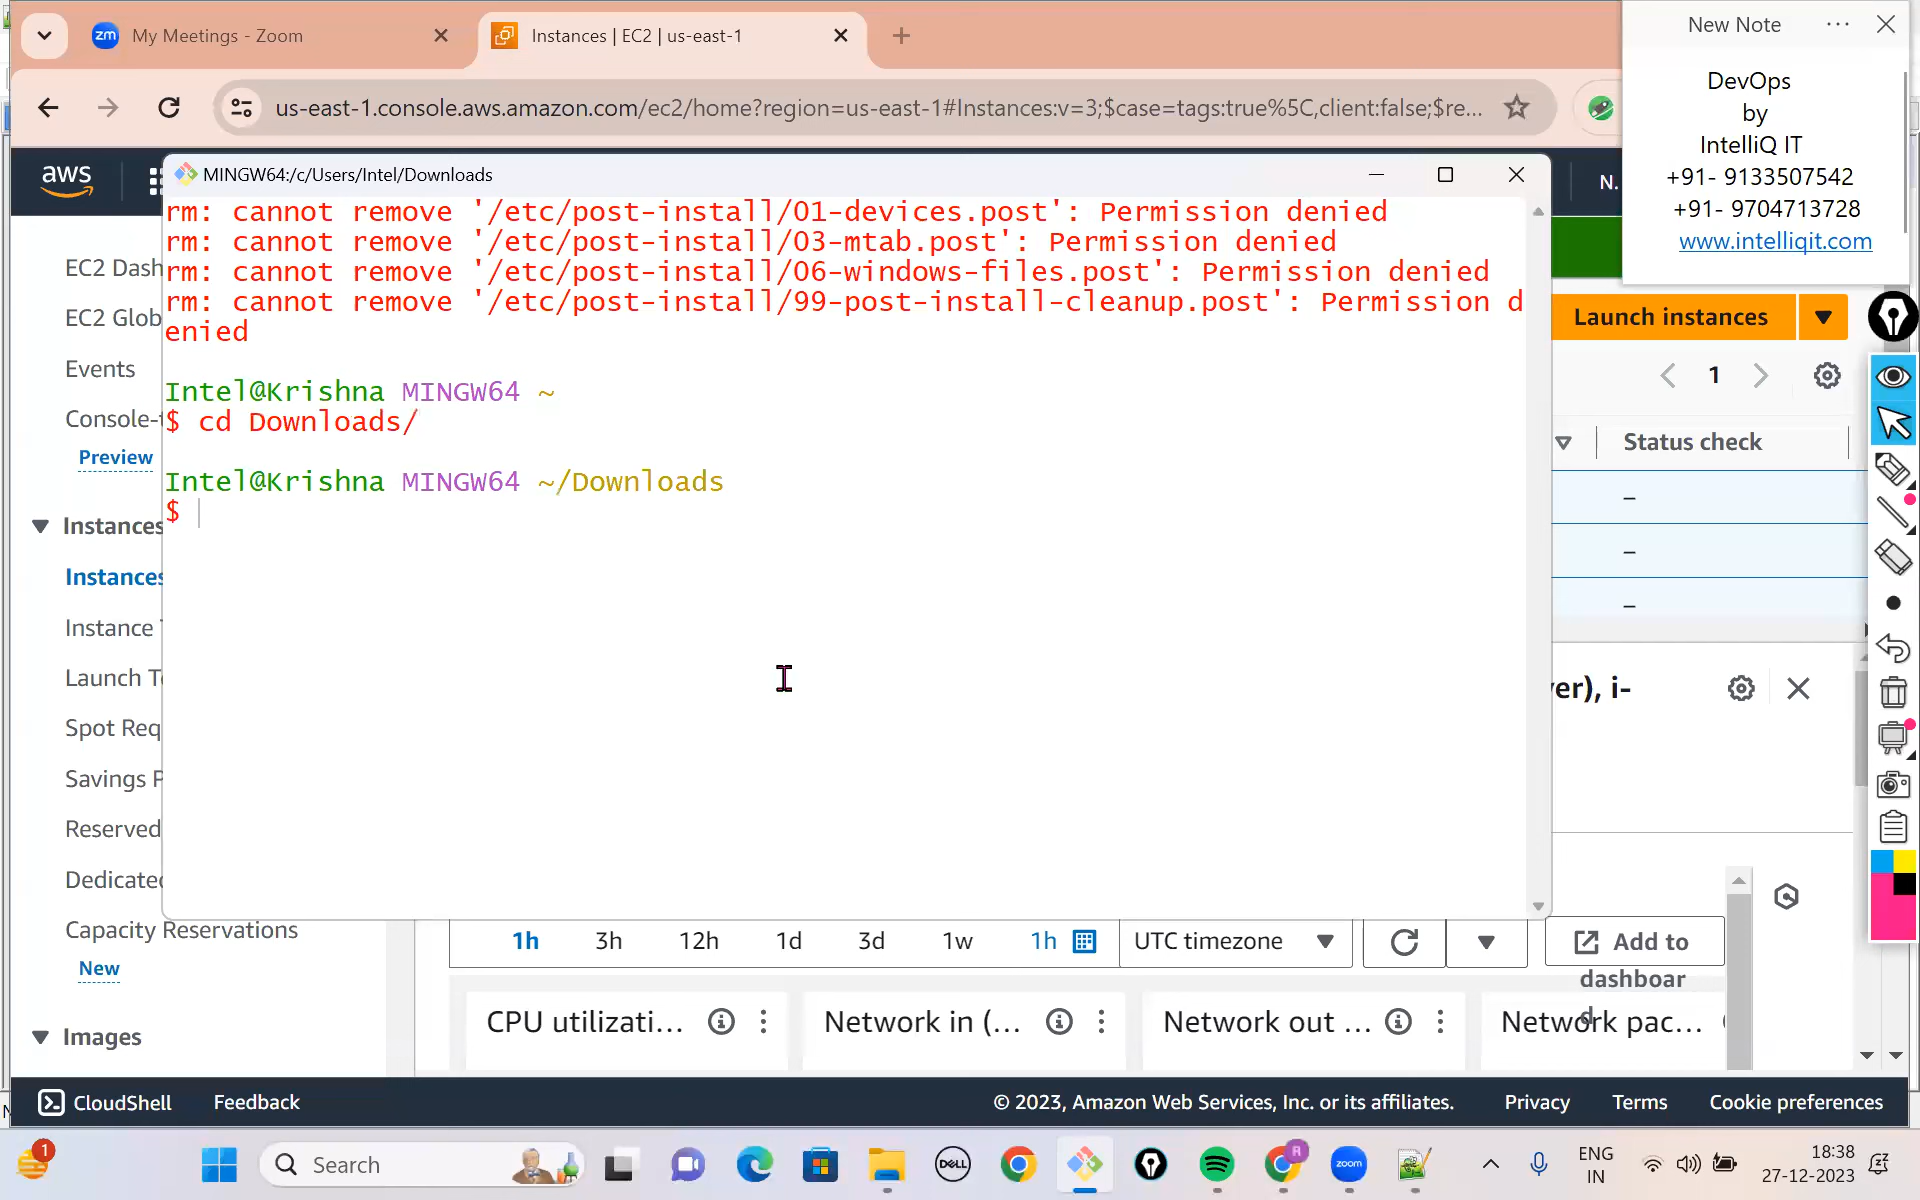 My Meetings - Zoom
Instances | EC2 | us-east-1
us-east-1.console.aws.amazon.com/ec2/home?region=us-east-1#Instances:v=3;$case=tags:true%5C,client:false;$re...
New Note
DevOps
by
IntelliQ IT
+91- 9133507542
+91- 9704713728
www.intelliqit.com
aws
N.
MINGW64:/c/Users/Intel/Downloads
rm: cannot remove '/etc/post-install/01-devices.post': Permission denied
rm: cannot remove '/etc/post-install/03-mtab.post': Permission denied
rm: cannot remove '/etc/post-install/06-windows-files.post': Permission denied
rm: cannot remove '/etc/post-install/99-post-install-cleanup.post': Permission d
enied
Intel@Krishna MINGW64 ~
$ cd Downloads/
Intel@Krishna MINGW64 ~/Downloads
$
EC2 Dash
EC2 Glob
Events
Console-t
Preview
Instances
Instances
Instance T
Launch Te
Spot Req
Savings P
Reserved
Dedicated
Capacity Reservations
New
Images
Launch instances
1
Status check
–
–
–
ver), i-
1h 3h 12h 1d 3d 1w 1h UTC timezone
Add to
dashboar
d
CPU utilizati... Network in (... Network out ... Network pac...
CloudShell Feedback © 2023, Amazon Web Services, Inc. or its affiliates. Privacy Terms Cookie preferences
1
Search
DELL
R
zoom
ENG
IN
18:38
27-12-2023